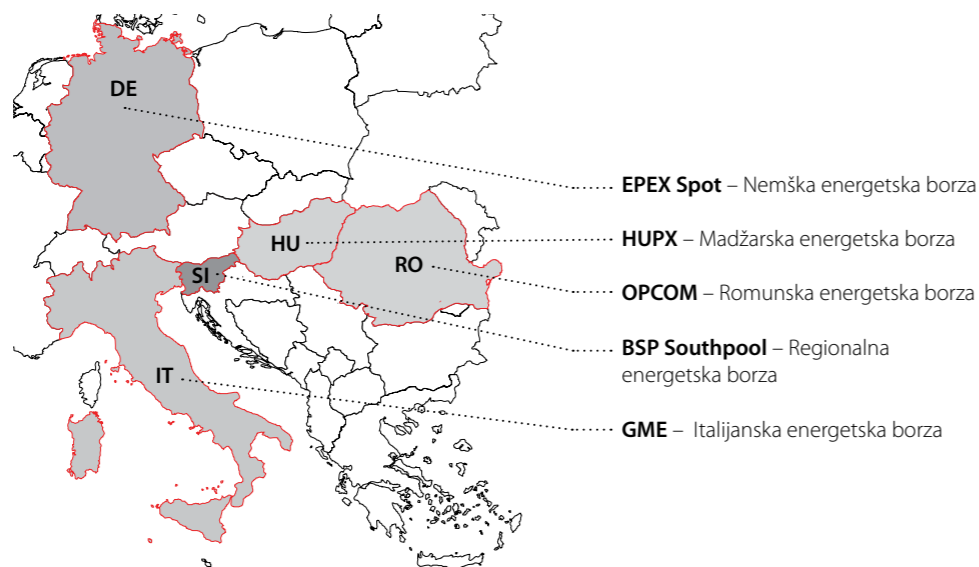 DE
HU
SI
RO
IT
EPEX Spot – Nemška energetska borza
HUPX – Madžarska energetska borza
OPCOM – Romunska energetska borza
BSP Southpool – Regionalna
energetska borza
GME – Italijanska energetska borza